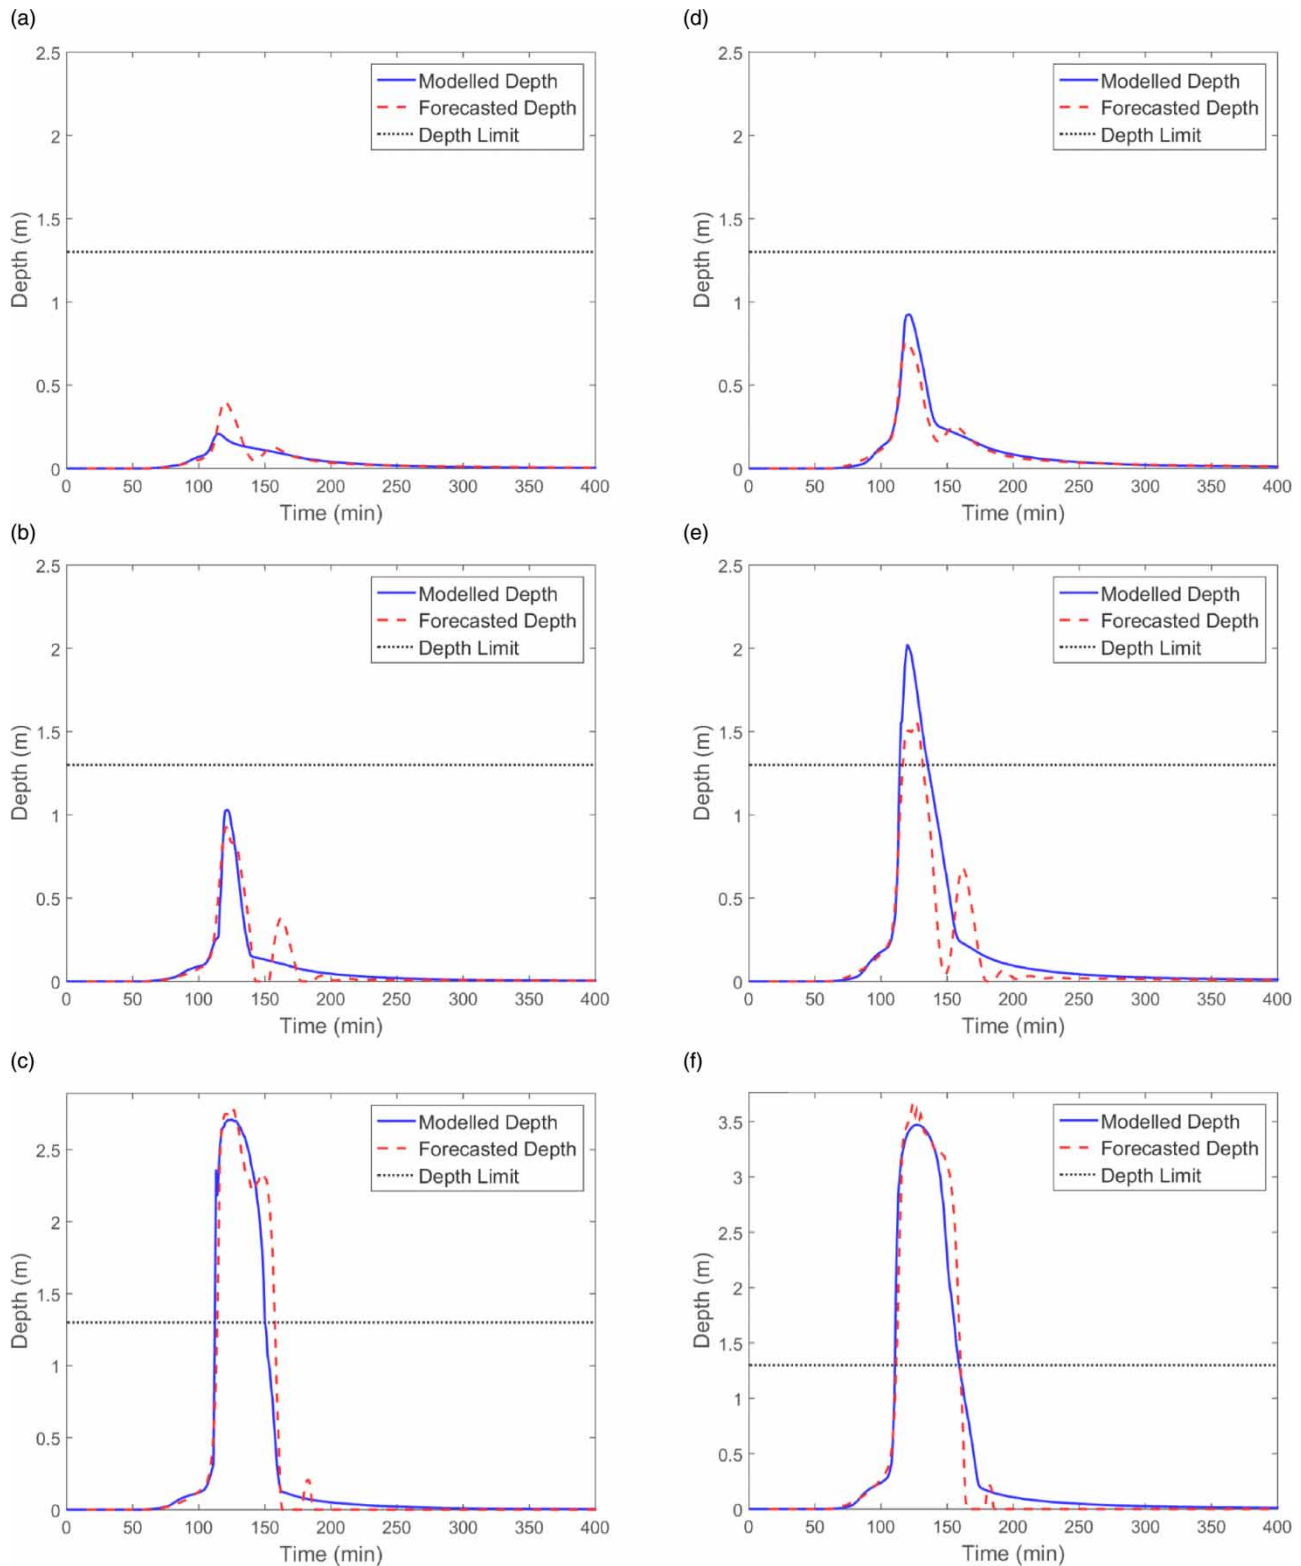 (a)
2.5
2
1.5
1
0.5
0
Depth (m)
0 50 100 150 200 250 300 350 400
Time (min)
Modelled Depth
Forecasted Depth
Depth Limit
(d)
2.5
2
1.5
1
0.5
0
Depth (m)
0 50 100 150 200 250 300 350 400
Time (min)
Modelled Depth
Forecasted Depth
Depth Limit
(b)
2.5
2
1.5
1
0.5
0
Depth (m)
0 50 100 150 200 250 300 350 400
Time (min)
Modelled Depth
Forecasted Depth
Depth Limit
(e)
2.5
2
1.5
1
0.5
0
Depth (m)
0 50 100 150 200 250 300 350 400
Time (min)
Modelled Depth
Forecasted Depth
Depth Limit
(c)
2.5
2
1.5
1
0.5
0
Depth (m)
0 50 100 150 200 250 300 350 400
Time (min)
Modelled Depth
Forecasted Depth
Depth Limit
(f)
3.5
3
2.5
2
1.5
1
0.5
0
Depth (m)
0 50 100 150 200 250 300 350 400
Time (min)
Modelled Depth
Forecasted Depth
Depth Limit